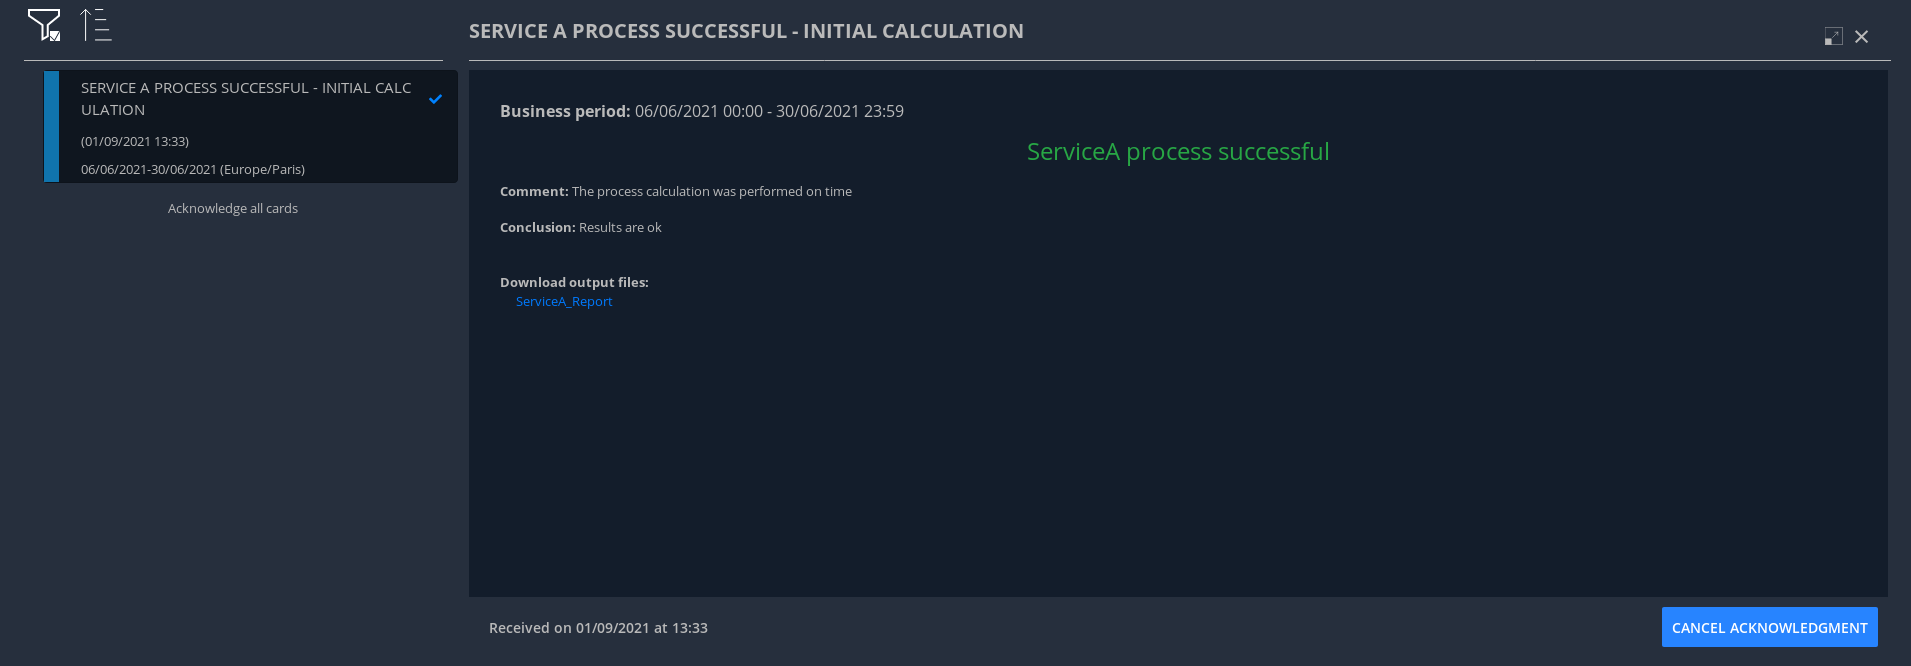 SERVICE A PROCESS SUCCESSFUL - INITIAL CALCULATION
SERVICE A PROCESS SUCCESSFUL - INITIAL CALC
ULATION
(01/09/2021 13:33)
06/06/2021-30/06/2021 (Europe/Paris)
Acknowledge all cards
Business period: 06/06/2021 00:00 - 30/06/2021 23:59
ServiceA process successful
Comment: The process calculation was performed on time
Conclusion: Results are ok
Download output files:
ServiceA_Report
Received on 01/09/2021 at 13:33
CANCEL ACKNOWLEDGMENT